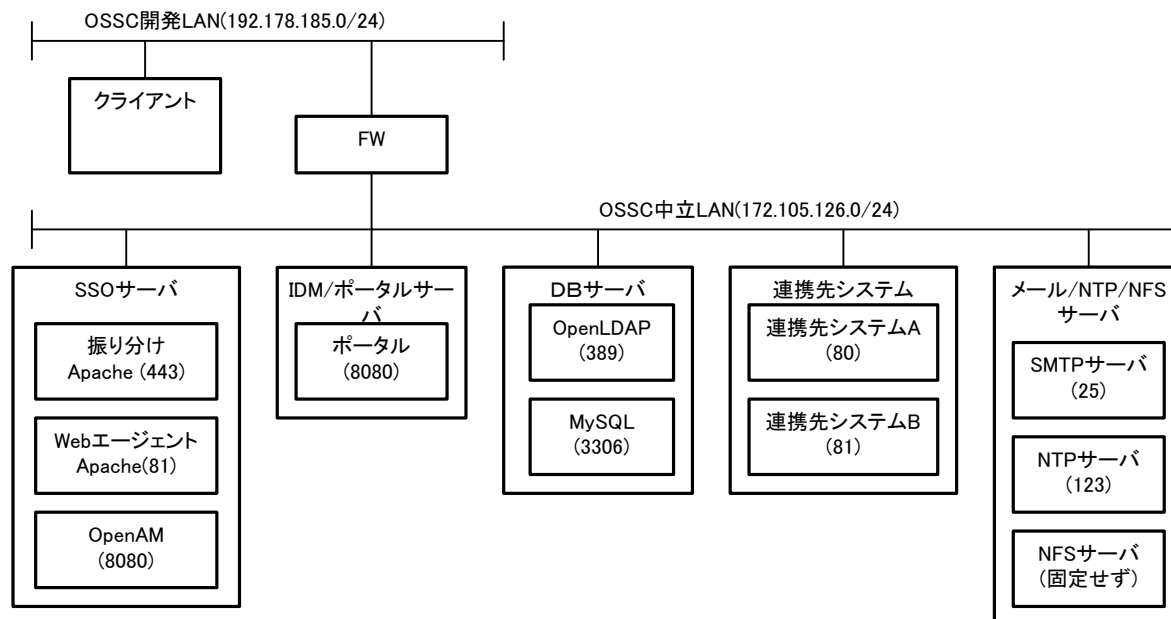 OSSC開発LAN(192.178.185.0/24)
クライアント
FW
OSSC中立LAN(172.105.126.0/24)
SSOサーバ
振り分け
Apache (443)
Webエージェント
Apache(81)
OpenAM
(8080)
IDM/ポータルサー
バ
ポータル
(8080)
DBサーバ
OpenLDAP
(389)
MySQL
(3306)
連携先システム
連携先システムA
(80)
連携先システムB
(81)
メール/NTP/NFS
サーバ
SMTPサーバ
(25)
NTPサーバ
(123)
NFSサーバ
(固定せず)